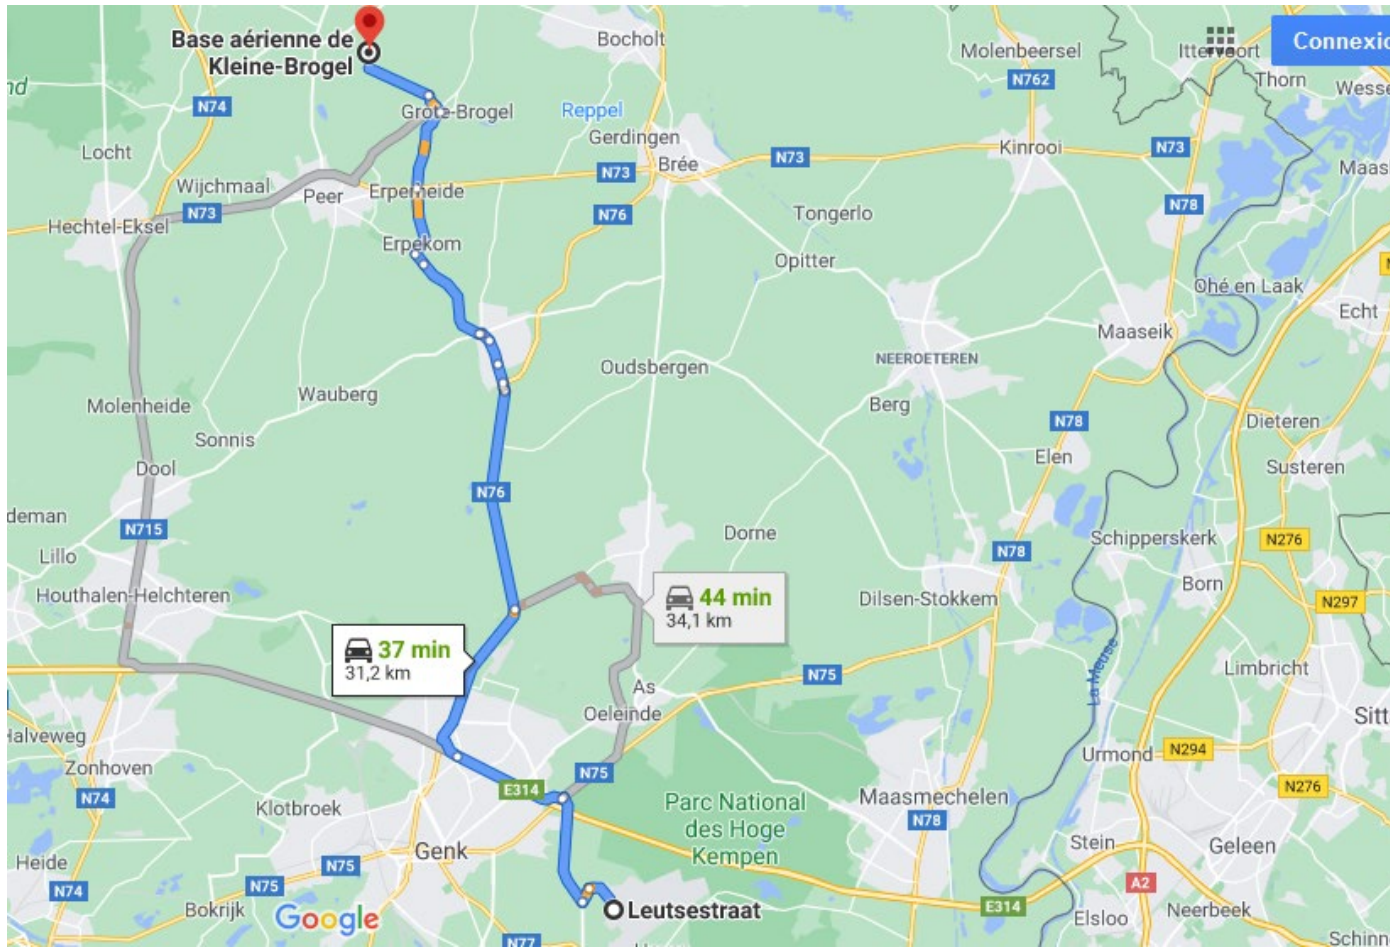 Base aérienne de
Kleine-Brogel
Bocholt
Molenbeersel
Ittervoort
Connexio
N762
Thorn
Wesse
nd
N74
Grote-Brogel
Reppel
Gerdingen
Locht
Brée
N73
Kinrooi
N73
Wijchmaal
N73
Maas
Peer
Erperheide
N73
N76
Tongerlo
N78
Hechtel-Eksel
Erpekom
Opitter
Ohé en Laak
Echt
Maaseik
NEEROETEREN
Oudsbergen
Wauberg
Molenheide
Berg
N78
Dieteren
Sonnis
Elen
Dool
Susteren
N76
deman
N715
Dorne
Schipperskerk
N276
Lillo
N78
Born
Houthalen-Helchteren
44 min
34,1 km
Dilsen-Stokkem
N297
37 min
31,2 km
La Meuse
Limbricht
As
N75
Oeleinde
Sitt
Halveweg
Urmond
N294
Zonhoven
N75
N276
E314
N74
Klotbroek
Parc National
des Hoge
Kempen
Maasmechelen
N78
Stein
Geleen
Genk
Heide
N75
N74
N75
A2
Bokrijk
Google
Leutsestraat
E314
Elsloo
Neerbeek
N77
Schinn